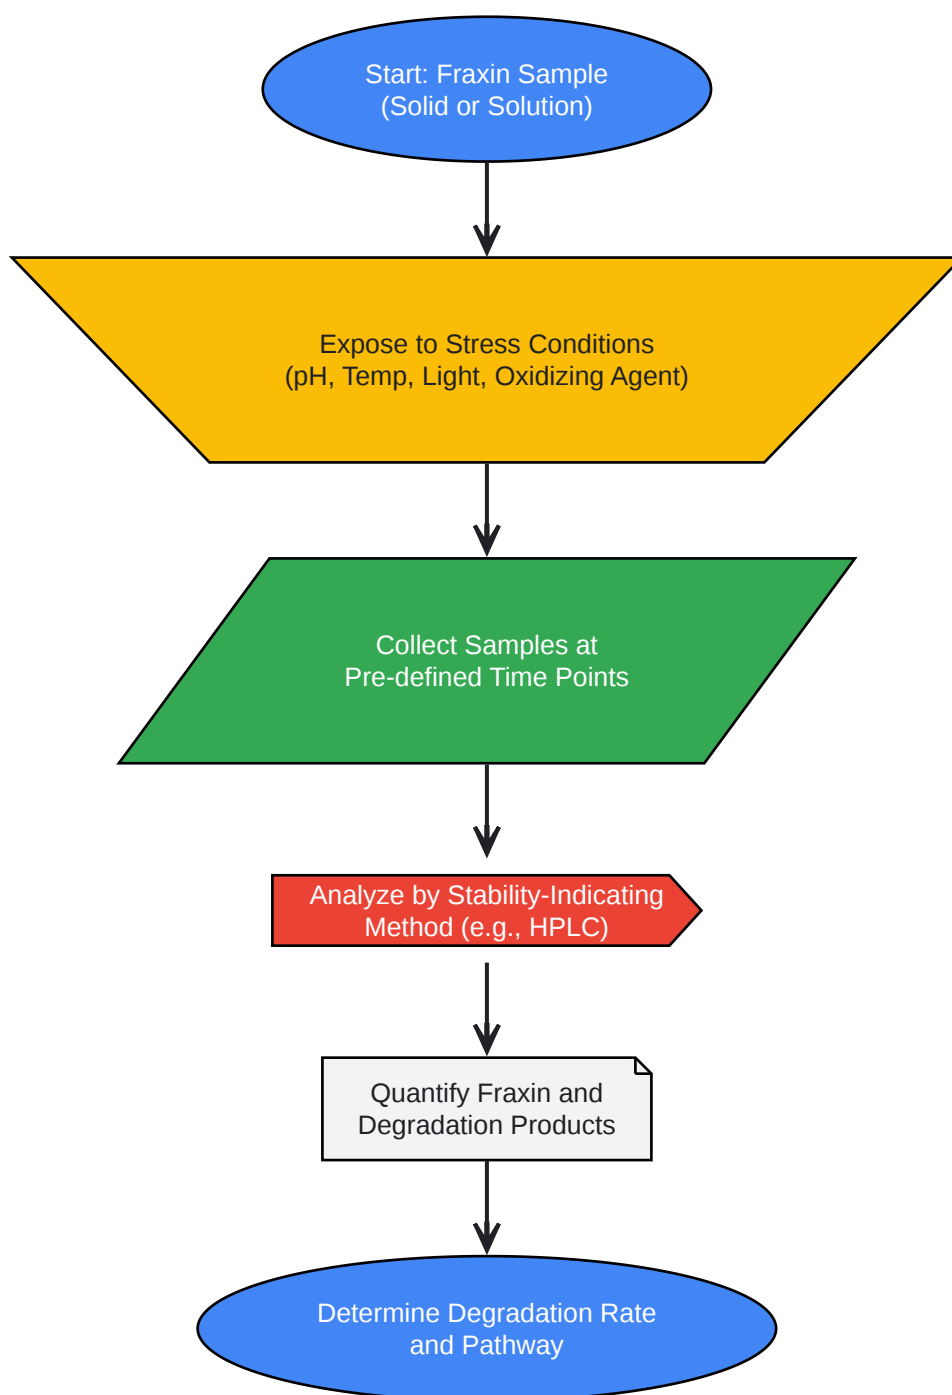 Start: Fraxin Sample
(Solid or Solution)
Expose to Stress Conditions
(pH, Temp, Light, Oxidizing Agent)
Collect Samples at
Pre-defined Time Points
Analyze by Stability-Indicating
Method (e.g., HPLC)
Quantify Fraxin and
Degradation Products
Determine Degradation Rate
and Pathway